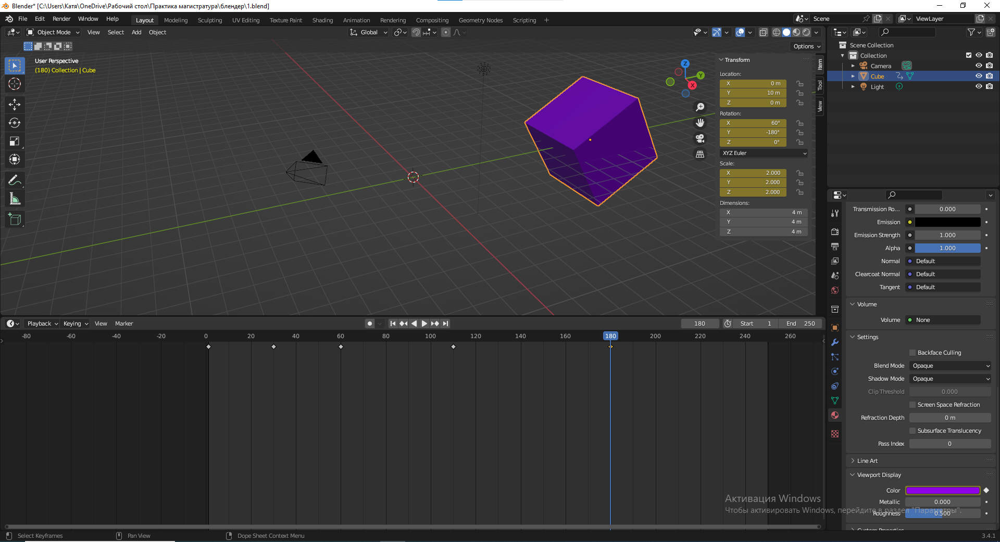 Blender* [C:\Users\Катя\OneDrive\Рабочий стол\Практика магистратура\блендер\1.blend]
File Edit Render Window Help Layout Modeling Sculpting UV Editing Texture Paint Shading Animation Rendering Compositing Geometry Nodes Scripting + Scene ViewLayer
Object Mode View Select Add Object Global
Options
User Perspective
(180) Collection | Cube
Z
Y
X
Transform
Location:
X 0 m
Y 10 m
Z 0 m
Rotation:
X 60°
Y -180°
Z 0°
XYZ Euler
Scale:
X 2.000
Y 2.000
Z 2.000
Dimensions:
X 4 m
Y 4 m
Z 4 m
Item
Tool
View
Scene Collection
Collection
Camera
Cube
Light
Transmission Ro... 0.000
Emission
Emission Strength 1.000
Alpha 1.000
Normal Default
Clearcoat Normal Default
Tangent Default
Volume
Volume None
Settings
Backface Culling
Blend Mode Opaque
Shadow Mode Opaque
Clip Threshold 0.000
Screen Space Refraction
Refraction Depth 0 m
Subsurface Translucency
Pass Index 0
Line Art
Viewport Display
Color
Metallic 0.000
Roughness 0.500
Custom Properties
Playback Keying View Marker 180 Start 1 End 250
-80 -60 -40 -20 0 20 40 60 80 100 120 140 160 180 200 220 240 260
Активация Windows
Чтобы активировать Windows, перейдите в раздел "Параметры".
Select Keyframes Pan View Dope Sheet Context Menu 3.4.1